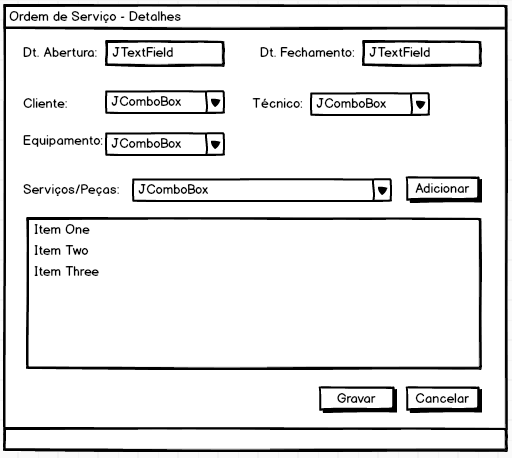 Ordem de Serviço - Detalhes
Dt. Abertura: JTextField Dt. Fechamento: JTextField
Cliente: JComboBox Técnico: JComboBox
Equipamento: JComboBox
Serviços/Peças: JComboBox Adicionar
Item One
Item Two
Item Three
Gravar Cancelar